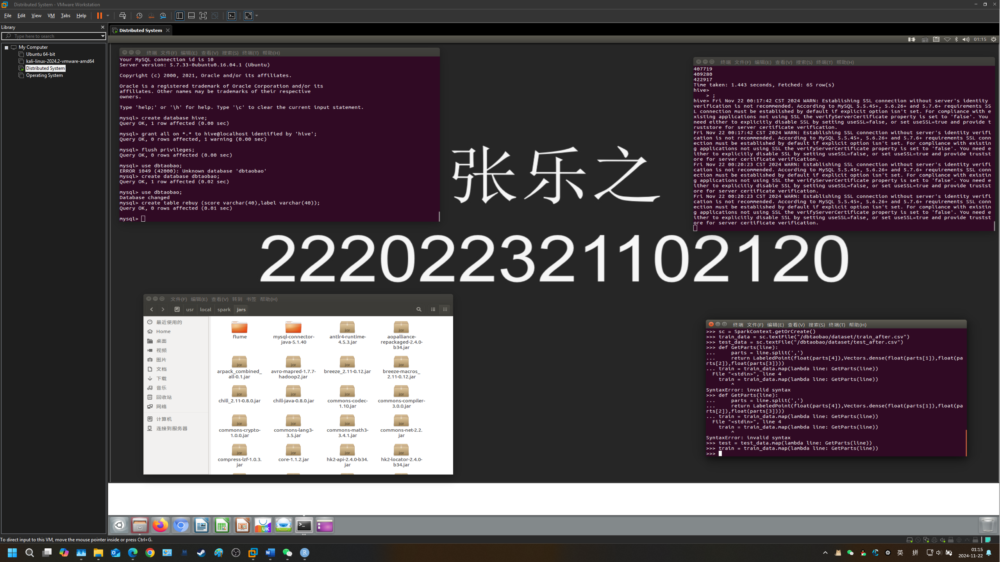 Distributed System - VMware Workstation
File Edit View VM Tabs Help
Library
Type here to search
My Computer
Ubuntu 64-bit
kali-linux-2024.2-vmware-amd64
Distributed System
Operating System
Distributed System
01:15
终端 文件(F) 编辑(E) 查看(V) 搜索(S) 终端(T) 帮助(H)
Your MySQL connection id is 10
Server version: 5.7.33-0ubuntu0.16.04.1 (Ubuntu)
Copyright (c) 2000, 2021, Oracle and/or its affiliates.
Oracle is a registered trademark of Oracle Corporation and/or its
affiliates. Other names may be trademarks of their respective
owners.
Type 'help;' or '\h' for help. Type '\c' to clear the current input statement.
mysql> create database hive;
Query OK, 1 row affected (0.00 sec)
mysql> grant all on *.* to hive@localhost identified by 'hive';
Query OK, 0 rows affected, 1 warning (0.00 sec)
mysql> flush privileges;
Query OK, 0 rows affected (0.00 sec)
mysql> use dbtaobao;
ERROR 1049 (42000): Unknown database 'dbtaobao'
mysql> create database dbtaobao;
Query OK, 1 row affected (0.02 sec)
mysql> use dbtaobao;
Database changed
mysql> create table rebuy (score varchar(40),label varchar(40));
Query OK, 0 rows affected (0.01 sec)
mysql>
终端 文件(F) 编辑(E) 查看(V) 搜索(S) 终端(T) 帮助(H)
407719
409280
422917
Time taken: 1.443 seconds, Fetched: 65 row(s)
hive>
    > ;
hive> Fri Nov 22 00:17:42 CST 2024 WARN: Establishing SSL connection without server's identity
verification is not recommended. According to MySQL 5.5.45+, 5.6.26+ and 5.7.6+ requirements SS
L connection must be established by default if explicit option isn't set. For compliance with e
xisting applications not using SSL the verifyServerCertificate property is set to 'false'. You
need either to explicitly disable SSL by setting useSSL=false, or set useSSL=true and provide t
ruststore for server certificate verification.
Fri Nov 22 00:17:42 CST 2024 WARN: Establishing SSL connection without server's identity verifi
cation is not recommended. According to MySQL 5.5.45+, 5.6.26+ and 5.7.6+ requirements SSL conn
ection must be established by default if explicit option isn't set. For compliance with existin
g applications not using SSL the verifyServerCertificate property is set to 'false'. You need e
ither to explicitly disable SSL by setting useSSL=false, or set useSSL=true and provide trustst
ore for server certificate verification.
Fri Nov 22 00:20:23 CST 2024 WARN: Establishing SSL connection without server's identity verifi
cation is not recommended. According to MySQL 5.5.45+, 5.6.26+ and 5.7.6+ requirements SSL conn
ection must be established by default if explicit option isn't set. For compliance with existin
g applications not using SSL the verifyServerCertificate property is set to 'false'. You need e
ither to explicitly disable SSL by setting useSSL=false, or set useSSL=true and provide trustst
ore for server certificate verification.
Fri Nov 22 00:20:23 CST 2024 WARN: Establishing SSL connection without server's identity verifi
cation is not recommended. According to MySQL 5.5.45+, 5.6.26+ and 5.7.6+ requirements SSL conn
ection must be established by default if explicit option isn't set. For compliance with existin
g applications not using SSL the verifyServerCertificate property is set to 'false'. You need e
ither to explicitly disable SSL by setting useSSL=false, or set useSSL=true and provide trustst
ore for server certificate verification.
张乐之
222022321102120
文件(F) 编辑(E) 查看(V) 转到 书签 帮助(H)
usr local spark jars
最近使用的
Home
桌面
视频
图片
文档
下载
音乐
回收站
网络
计算机
连接到服务器
flume
mysql-connector-
java-5.1.40
antlr4-runtime-
4.5.3.jar
aopalliance-
repackaged-2.4.0-
b34.jar
arpack_combined_
all-0.1.jar
avro-mapred-1.7.7-
hadoop2.jar
breeze_2.11-0.12.jar
breeze-macros_
2.11-0.12.jar
chill_2.11-0.8.0.jar
chill-java-0.8.0.jar
commons-codec-
1.10.jar
commons-compiler-
3.0.0.jar
commons-crypto-
1.0.0.jar
commons-lang3-
3.5.jar
commons-math3-
3.4.1.jar
commons-net-2.2.
jar
compress-lzf-1.0.3.
jar
core-1.1.2.jar
hk2-api-2.4.0-b34.
jar
hk2-locator-2.4.0-
b34.jar
终端 文件(F) 编辑(E) 查看(V) 搜索(S) 终端(T) 帮助(H)
>>> sc = SparkContext.getOrCreate()
>>> train_data = sc.textFile("/dbtaobao/dataset/train_after.csv")
>>> test_data = sc.textFile("/dbtaobao/dataset/test_after.csv")
>>> def GetParts(line):
...     parts = line.split(',')
...     return LabeledPoint(float(parts[4]),Vectors.dense(float(parts[1]),float(pa
rts[2]),float(parts[3])))
... train = train_data.map(lambda line: GetParts(line))
  File "<stdin>", line 4
    train = train_data.map(lambda line: GetParts(line))
        ^
SyntaxError: invalid syntax
>>> def GetParts(line):
...     parts = line.split(',')
...     return LabeledPoint(float(parts[4]),Vectors.dense(float(parts[1]),float(pa
rts[2]),float(parts[3])))
... train = train_data.map(lambda line: GetParts(line))
  File "<stdin>", line 4
    train = train_data.map(lambda line: GetParts(line))
        ^
SyntaxError: invalid syntax
>>> test = test_data.map(lambda line: GetParts(line))
>>> train = train_data.map(lambda line: GetParts(line))
>>>
UK
To direct input to this VM, move the mouse pointer inside or press Ctrl+G.
英 拼
01:15
2024-11-22